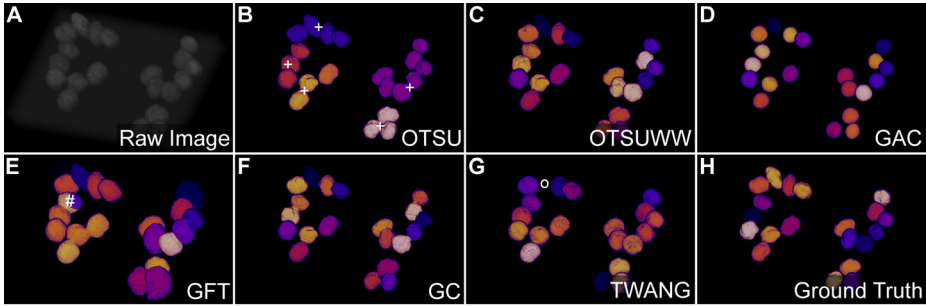 A
Raw Image
B
+
+
+
+
+
OTSU
C
OTSUWW
D
GAC
E
#
GFT
F
GC
G
o
TWANG
H
Ground Truth